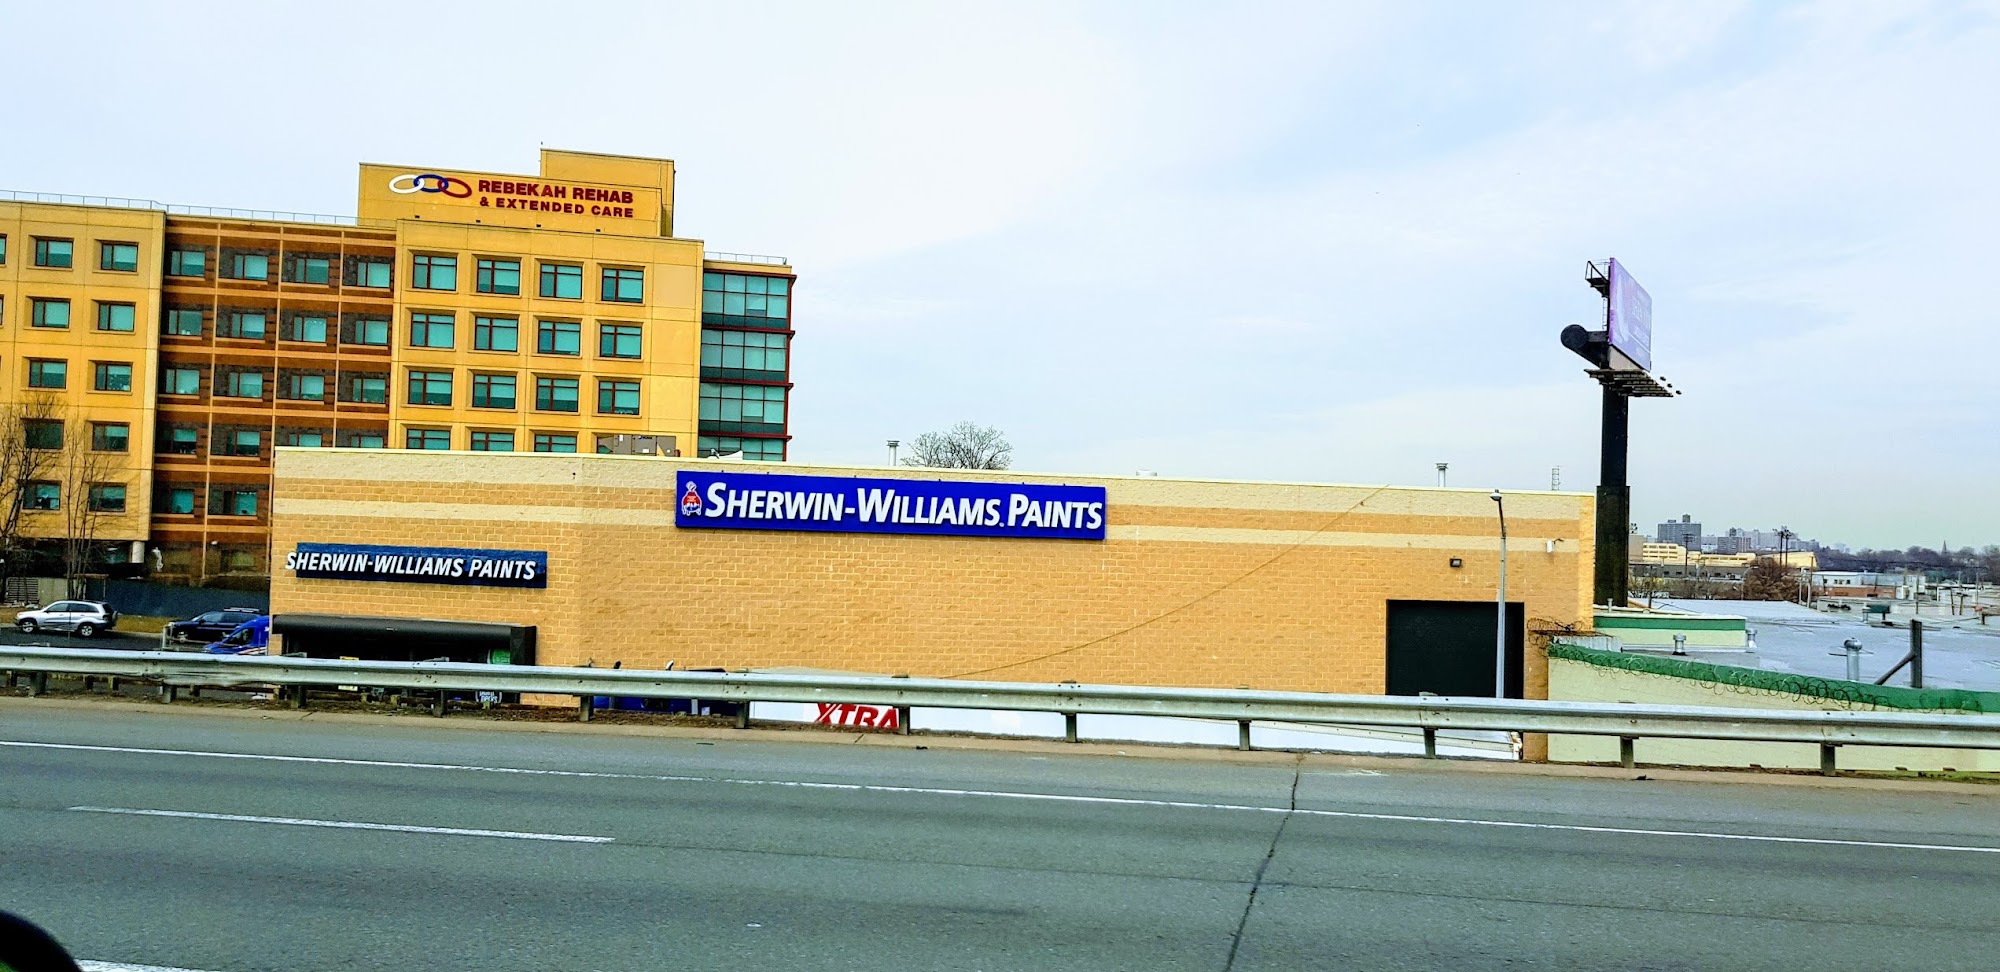 REBEKAH REHAB
& EXTENDED CARE
SHERWIN-WILLIAMS. PAINTS
SHERWIN-WILLIAMS PAINTS
XTRA